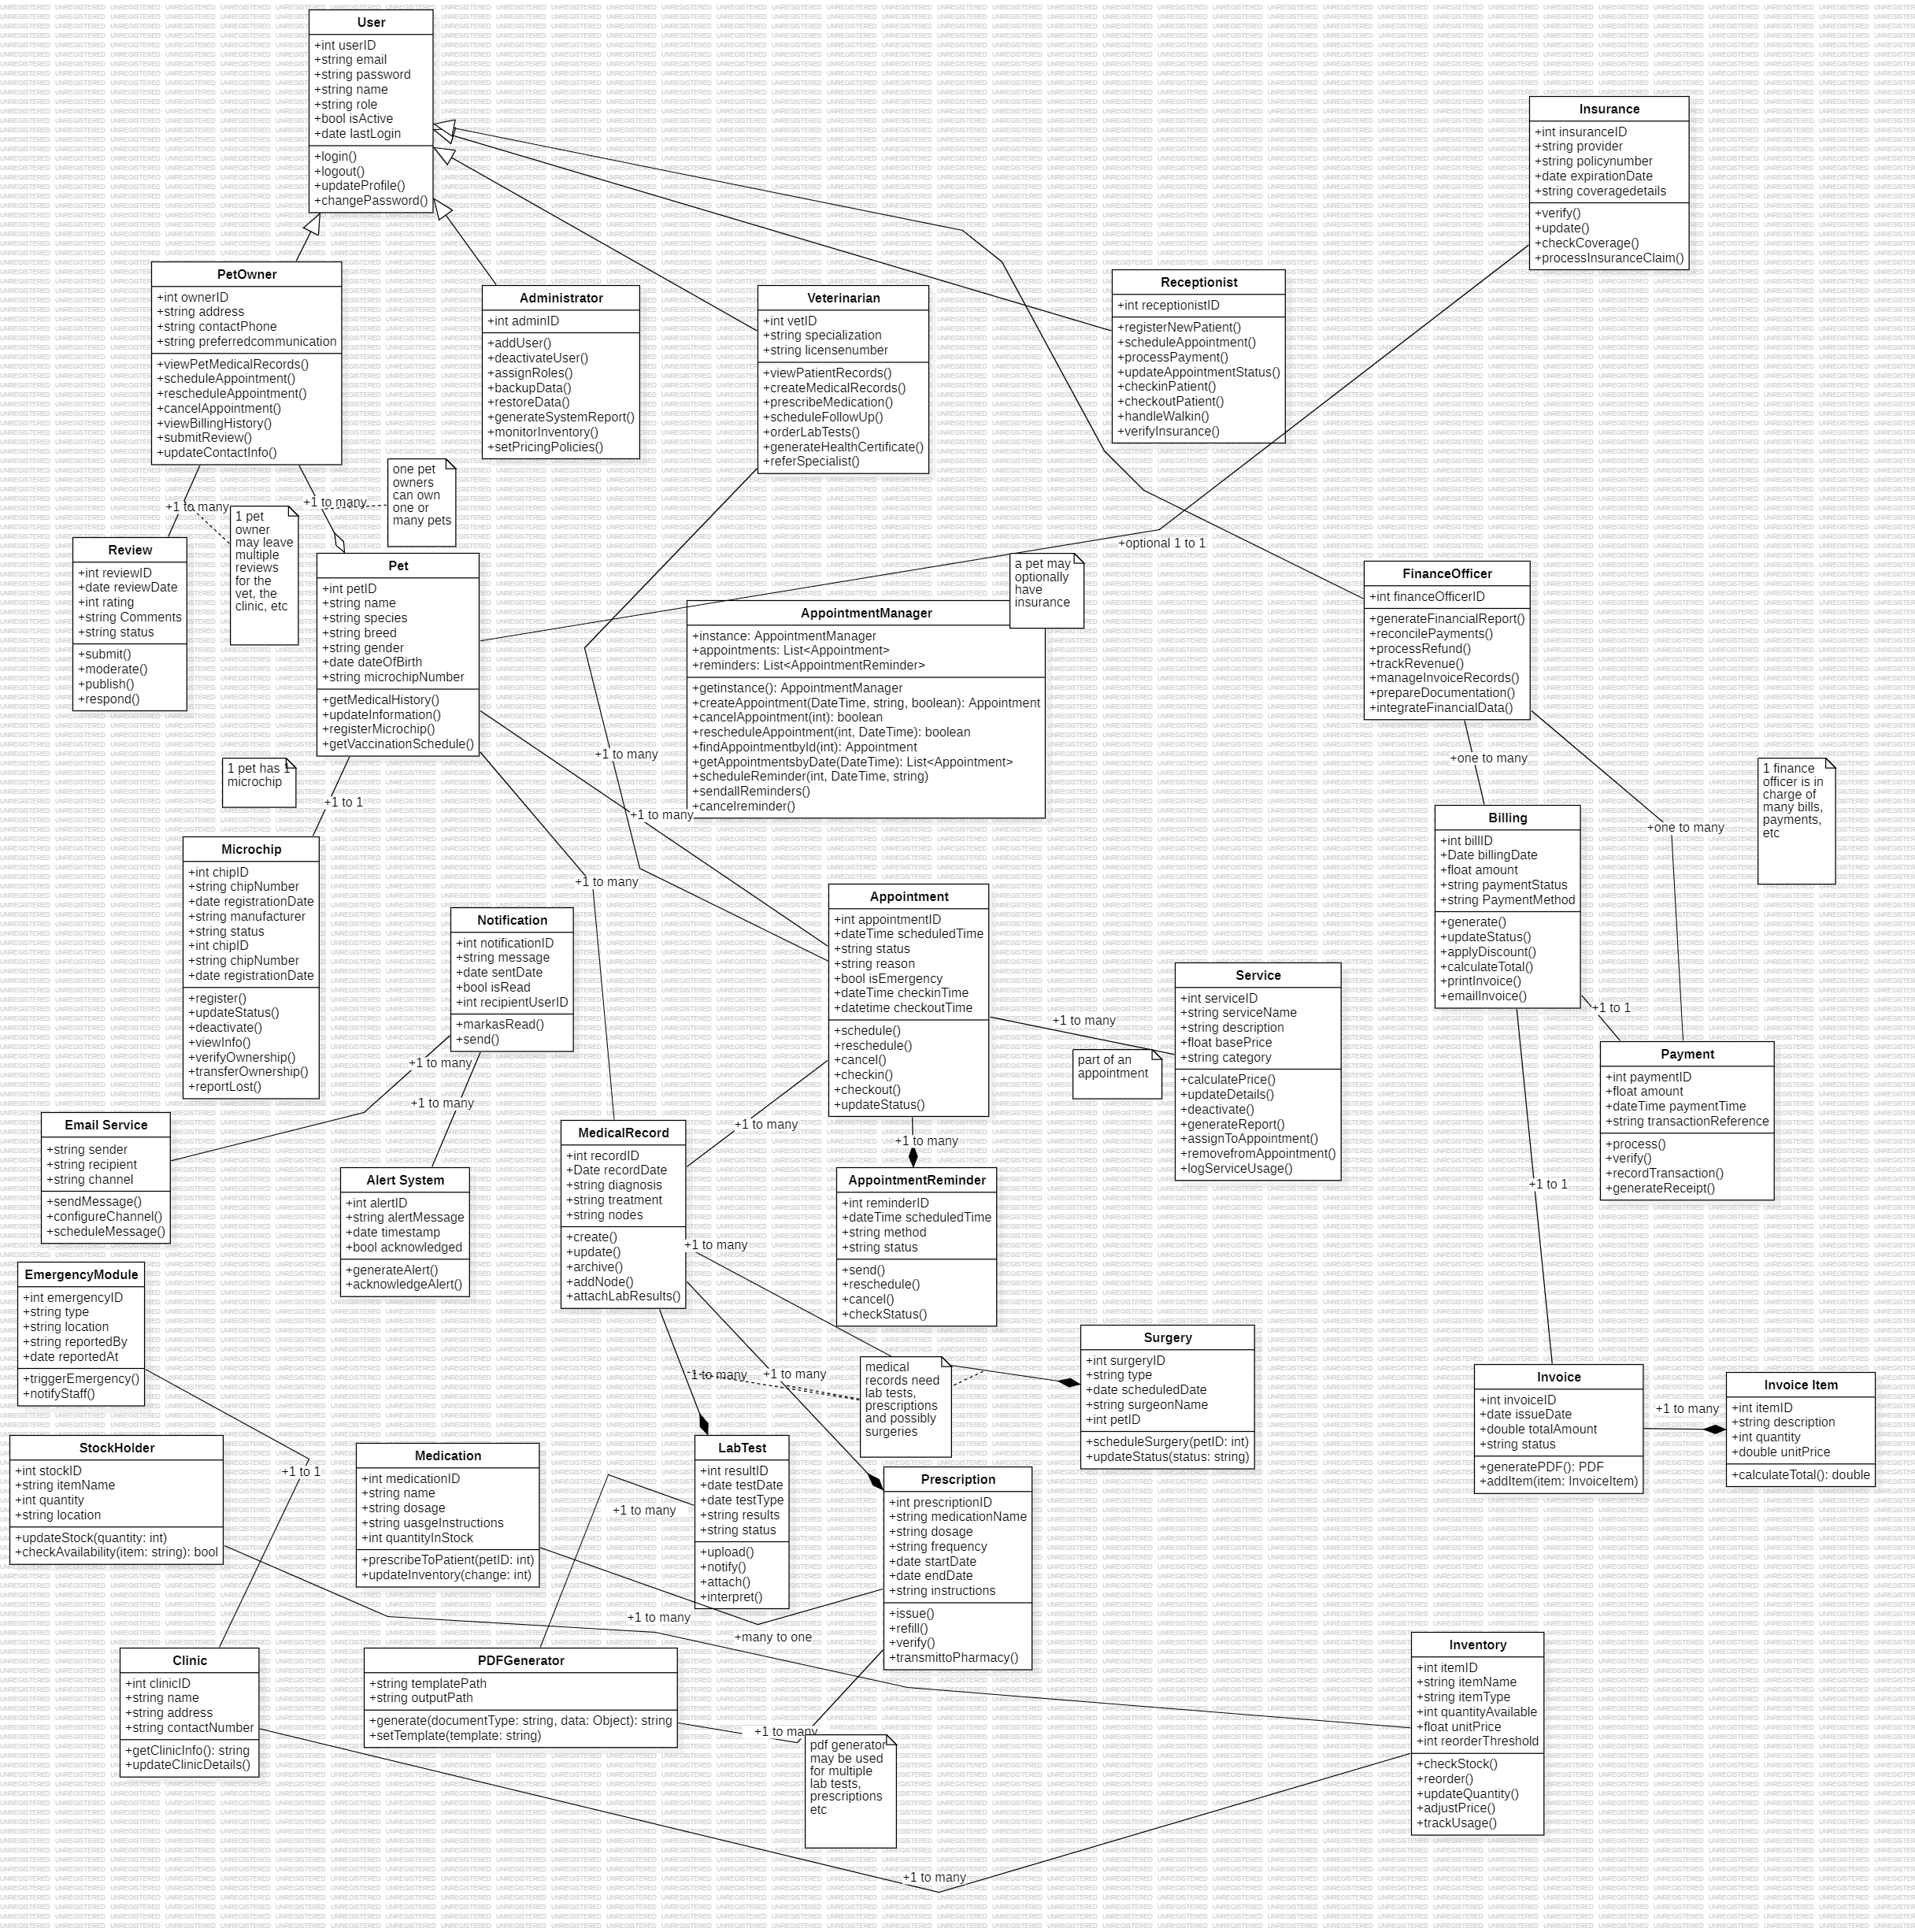 User
+int userID
+string email
+string password
+string name
+string role
+bool isActive
+date lastLogin
+login()
+logout()
+updateProfile()
+changePassword()
Insurance
+int insuranceID
+string provider
+string policynumber
+date expirationDate
+string coveragedetails
+verify()
+update()
+checkCoverage()
+processInsuranceClaim()
PetOwner
+int ownerID
+string address
+string contactPhone
+string preferredcommunication
+viewPetMedicalRecords()
+scheduleAppointment()
+rescheduleAppointment()
+cancelAppointment()
+viewBillingHistory()
+submitReview()
+updateContactInfo()
Administrator
+int adminID
+addUser()
+deactivateUser()
+assignRoles()
+backupData()
+restoreData()
+generateSystemReport()
+monitorInventory()
+setPricingPolicies()
Veterinarian
+int vetID
+string specialization
+string licensenumber
+viewPatientRecords()
+createMedicalRecords()
+prescribeMedication()
+scheduleFollowUp()
+orderLabTests()
+generateHealthCertificate()
+referSpecialist()
Receptionist
+int receptionistID
+registerNewPatient()
+scheduleAppointment()
+processPayment()
+updateAppointmentStatus()
+checkinPatient()
+checkoutPatient()
+handleWalkin()
+verifyInsurance()
+1 to many
+1 to many
one pet
owners
can own
one or
many pets
1 pet
owner
may leave
multiple
reviews
for the
vet, the
clinic, etc
Review
+int reviewID
+date reviewDate
+int rating
+string Comments
+string status
+submit()
+moderate()
+publish()
+respond()
Pet
+int petID
+string name
+string species
+string breed
+string gender
+date dateOfBirth
+string microchipNumber
+getMedicalHistory()
+updateInformation()
+registerMicrochip()
+getVaccinationSchedule()
+optional 1 to 1
a pet may
optionally
have
insurance
AppointmentManager
+instance: AppointmentManager
+appointments: List<Appointment>
+reminders: List<AppointmentReminder>
+getinstance(): AppointmentManager
+createAppointment(DateTime, string, boolean): Appointment
+cancelAppointment(int): boolean
+rescheduleAppointment(int, DateTime): boolean
+findAppointmentbyId(int): Appointment
+getAppointmentsbyDate(DateTime): List<Appointment>
+scheduleReminder(int, DateTime, string)
+sendallReminders()
+cancelreminder()
FinanceOfficer
+int financeOfficerID
+generateFinancialReport()
+reconcilePayments()
+processRefund()
+trackRevenue()
+manageInvoiceRecords()
+prepareDocumentation()
+integrateFinancialData()
+1 to many
+one to many
1 pet has 1
microchip
+1 to 1
+1 to many
1 finance
officer is in
charge of
many bills,
payments,
etc
+one to many
Billing
+int billID
+Date billingDate
+float amount
+string paymentStatus
+string PaymentMethod
+generate()
+updateStatus()
+applyDiscount()
+calculateTotal()
+printInvoice()
+emailInvoice()
Microchip
+int chipID
+string chipNumber
+date registrationDate
+string manufacturer
+string status
+int chipID
+string chipNumber
+date registrationDate
+register()
+updateStatus()
+deactivate()
+viewInfo()
+verifyOwnership()
+transferOwnership()
+reportLost()
+1 to many
Appointment
+int appointmentID
+dateTime scheduledTime
+string status
+string reason
+bool isEmergency
+dateTime checkinTime
+datetime checkoutTime
+schedule()
+reschedule()
+cancel()
+checkin()
+checkout()
+updateStatus()
Notification
+int notificationID
+string message
+date sentDate
+bool isRead
+int recipientUserID
+markasRead()
+send()
Service
+int serviceID
+string serviceName
+string description
+float basePrice
+string category
+calculatePrice()
+updateDetails()
+deactivate()
+generateReport()
+assignToAppointment()
+removefromAppointment()
+logServiceUsage()
+1 to many
part of an
appointment
+1 to 1
Payment
+int paymentID
+float amount
+dateTime paymentTime
+string transactionReference
+process()
+verify()
+recordTransaction()
+generateReceipt()
+1 to many
+1 to many
Email Service
+string sender
+string recipient
+string channel
+sendMessage()
+configureChannel()
+scheduleMessage()
Alert System
+int alertID
+string alertMessage
+date timestamp
+bool acknowledged
+generateAlert()
+acknowledgeAlert()
MedicalRecord
+int recordID
+Date recordDate
+string diagnosis
+string treatment
+string nodes
+create()
+update()
+archive()
+addNode()
+attachLabResults()
+1 to many
+1 to many
AppointmentReminder
+int reminderID
+dateTime scheduledTime
+string method
+string status
+send()
+reschedule()
+cancel()
+checkStatus()
+1 to 1
+1 to many
EmergencyModule
+int emergencyID
+string type
+string location
+string reportedBy
+date reportedAt
+triggerEmergency()
+notifyStaff()
Surgery
+int surgeryID
+string type
+date scheduledDate
+string surgeonName
+int petID
+scheduleSurgery(petID: int)
+updateStatus(status: string)
+1 to many
+1 to many
medical
records need
lab tests,
prescriptions
and possibly
surgeries
Invoice
+int invoiceID
+date issueDate
+double totalAmount
+string status
+generatePDF(): PDF
+addItem(item: InvoiceItem)
+1 to many
Invoice Item
+int itemID
+string description
+int quantity
+double unitPrice
+calculateTotal(): double
StockHolder
+int stockID
+string itemName
+int quantity
+string location
+updateStock(quantity: int)
+checkAvailability(item: string): bool
+1 to 1
Medication
+int medicationID
+string name
+string dosage
+string uasgeInstructions
+int quantityInStock
+prescribeToPatient(petID: int)
+updateInventory(change: int)
+1 to many
LabTest
+int resultID
+date testDate
+date testType
+string results
+string status
+upload()
+notify()
+attach()
+interpret()
Prescription
+int prescriptionID
+string medicationName
+string dosage
+string frequency
+date startDate
+date endDate
+string instructions
+issue()
+refill()
+verify()
+transmittoPharmacy()
+1 to many
+many to one
Clinic
+int clinicID
+string name
+string address
+string contactNumber
+getClinicInfo(): string
+updateClinicDetails()
PDFGenerator
+string templatePath
+string outputPath
+generate(documentType: string, data: Object): string
+setTemplate(template: string)
+1 to many
pdf generator
may be used
for multiple
lab tests,
prescriptions
etc
Inventory
+int itemID
+string itemName
+string itemType
+int quantityAvailable
+float unitPrice
+int reorderThreshold
+checkStock()
+reorder()
+updateQuantity()
+adjustPrice()
+trackUsage()
+1 to many